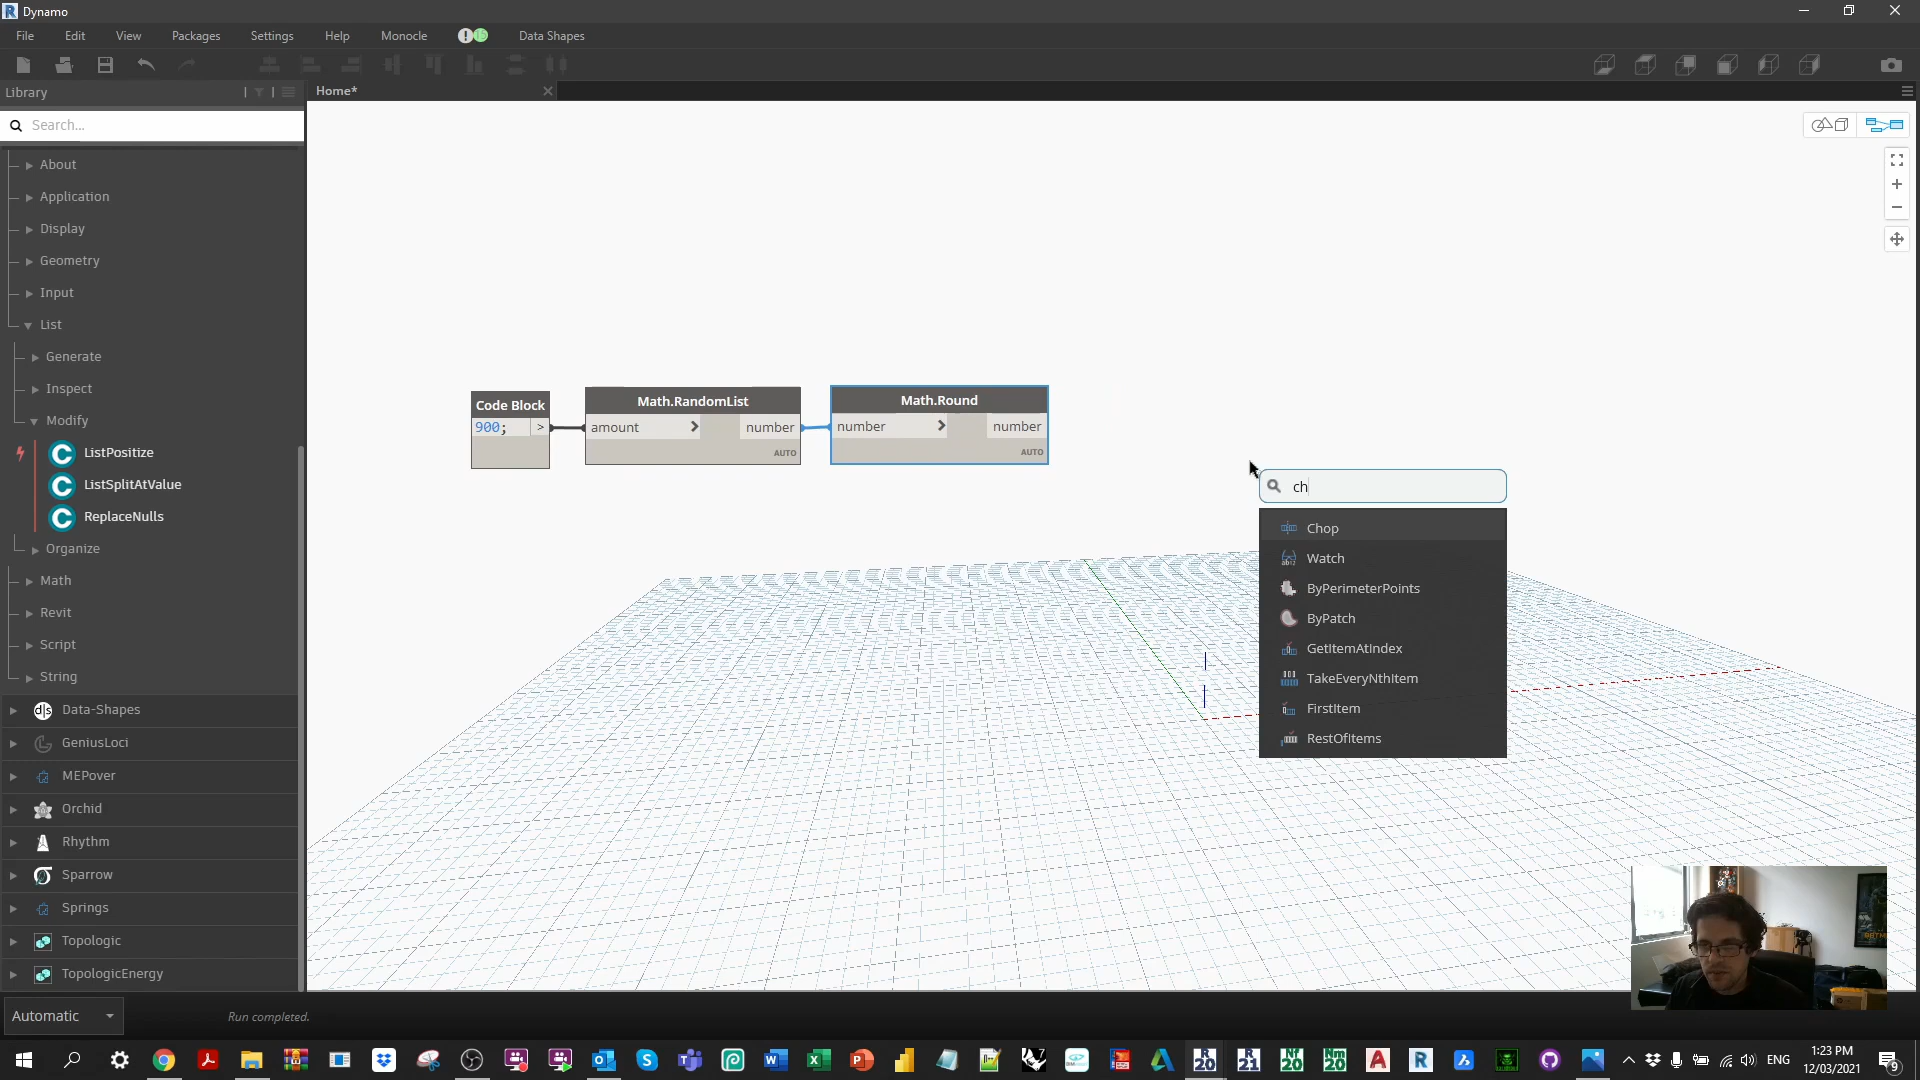 Dynamo
File Edit View Packages Settings Help Monocle Data Shapes
Library
Home*
Search...
About
Application
Display
Geometry
Input
List
Generate
Inspect
Modify
ListPositize
ListSplitAtValue
ReplaceNulls
Organize
Math
Revit
Script
String
Data-Shapes
GeniusLoci
MEPover
Orchid
Rhythm
Sparrow
Springs
Topologic
TopologicEnergy
Code Block
900; >
Math.RandomList
amount > number
AUTO
Math.Round
number > number
AUTO
ch
Chop
Watch
ByPerimeterPoints
ByPatch
GetItemAtIndex
TakeEveryNthItem
FirstItem
RestOfItems
Automatic
Run completed.
ENG
1:23 PM
12/03/2021